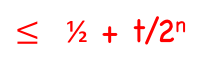 ≤ ½ + t/2ⁿ